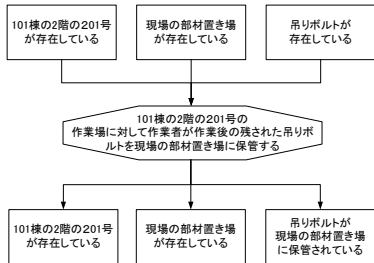 101棟の2階の201号
が存在している
現場の部材置き場
が存在している
吊りボルトが
存在している
101棟の2階の201号の
作業場に対して作業者が作業後の残された吊りボ
ルトを現場の部材置き場に保管する
101棟の2階の201号
が存在している
現場の部材置き場
が存在している
吊りボルトが
現場の部材置き場
に保管されている